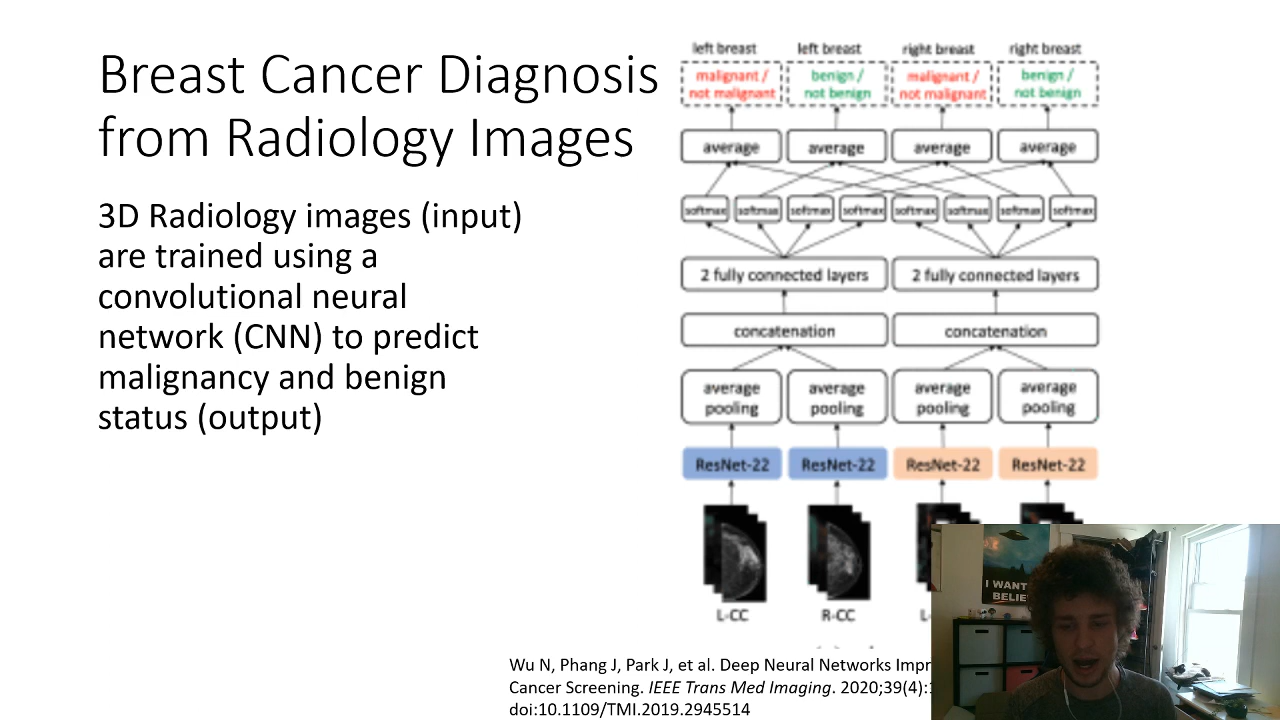 Breast Cancer Diagnosis
from Radiology Images
3D Radiology images (input)
are trained using a
convolutional neural
network (CNN) to predict
malignancy and benign
status (output)
left breast left breast right breast right breast
malignant / benign / malignant / benign /
not malignant not benign not malignant not benign
average average average average
softmax softmax softmax softmax softmax softmax softmax softmax
2 fully connected layers 2 fully connected layers
concatenation concatenation
average average average average
pooling pooling pooling pooling
ResNet-22 ResNet-22 ResNet-22 ResNet-22
L-CC R-CC
I WANT
Wu N, Phang J, Park J, et al. Deep Neural Networks
Cancer Screening. IEEE Trans Med Imaging. 2020;39(4):
doi:10.1109/TMI.2019.2945514